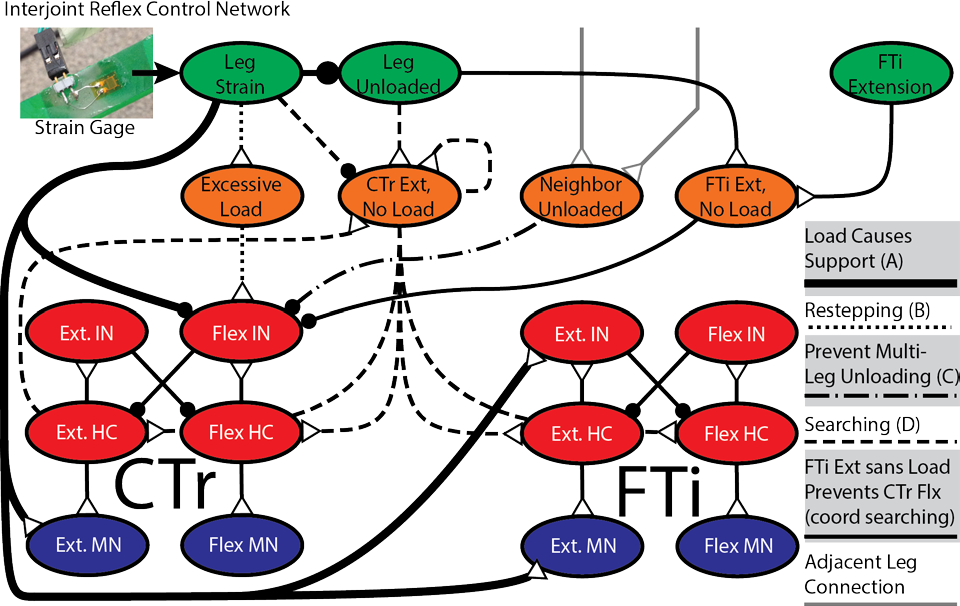 Interjoint Reflex Control Network
Leg
Strain
Leg
Unloaded
FTi
Extension
Strain Gage
Excessive
Load
CTr Ext,
No Load
Neighbor
Unloaded
FTi Ext,
No Load
Load Causes
Support (A)
Restepping (B)
Prevent Multi-
Leg Unloading (C)
Searching (D)
FTi Ext sans Load
Prevents CTr Flx
(coord searching)
Adjacent Leg
Connection
Ext. IN
Flex IN
Ext. IN
Flex IN
Ext. HC
Flex HC
Ext. HC
Flex HC
CTr
FTi
Ext. MN
Flex MN
Ext. MN
Flex MN